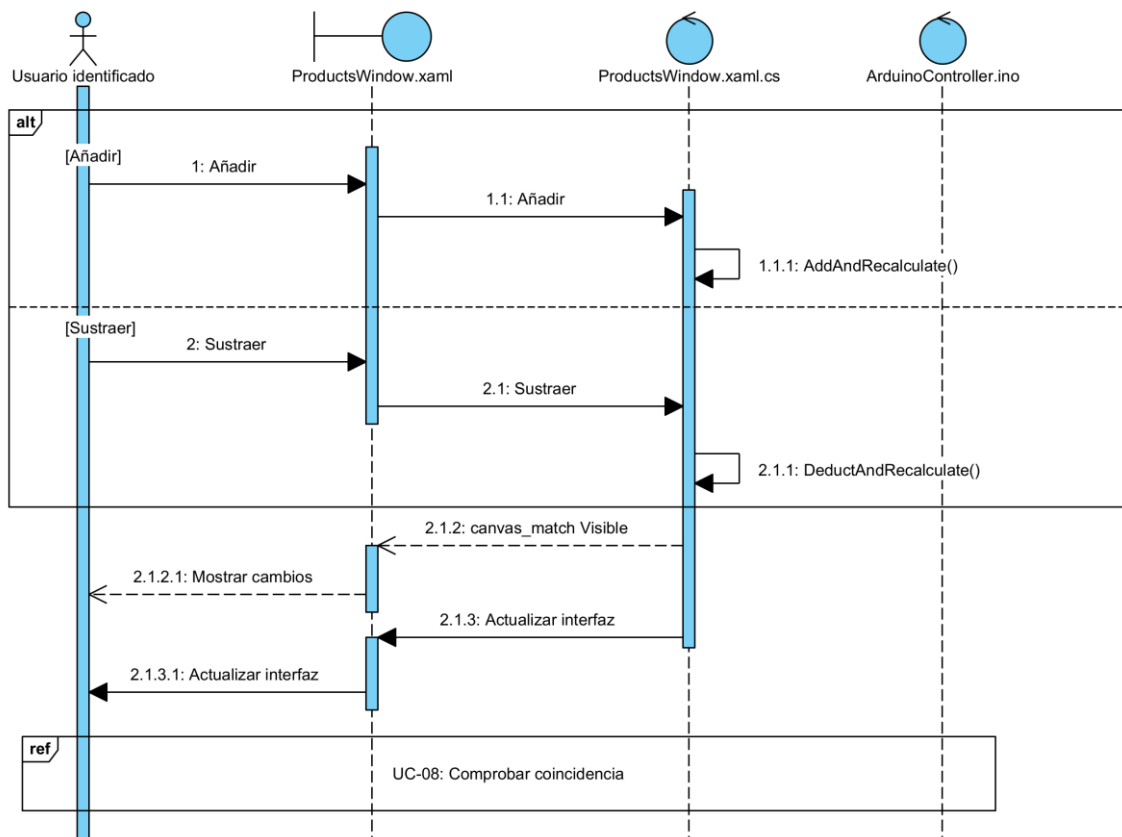 Usuario identificado
ProductsWindow.xaml
ProductsWindow.xaml.cs
ArduinoController.ino
alt
[Añadir]
1: Añadir
1.1: Añadir
1.1.1: AddAndRecalculate()
[Sustraer]
2: Sustraer
2.1: Sustraer
2.1.1: DeductAndRecalculate()
2.1.2: canvas_match Visible
2.1.2.1: Mostrar cambios
2.1.3: Actualizar interfaz
2.1.3.1: Actualizar interfaz
ref
UC-08: Comprobar coincidencia